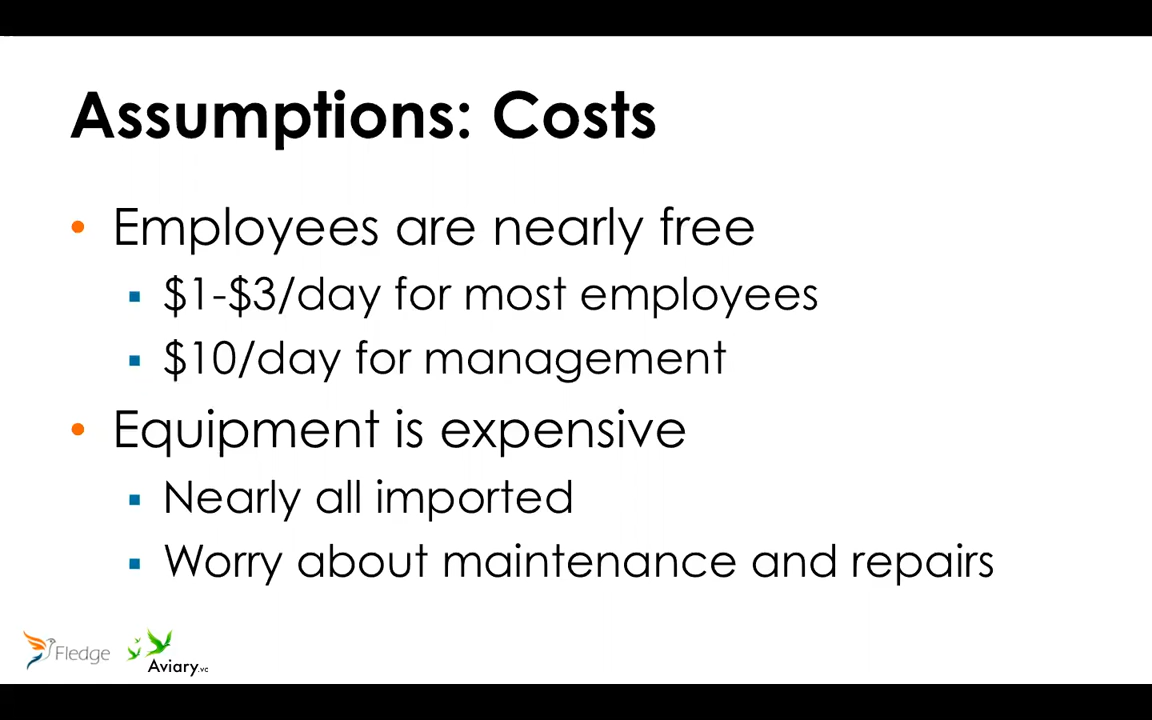 Assumptions: Costs
• Employees are nearly free
▪ $1-$3/day for most employees
▪ $10/day for management
• Equipment is expensive
▪ Nearly all imported
▪ Worry about maintenance and repairs
Fledge
Aviary.vc